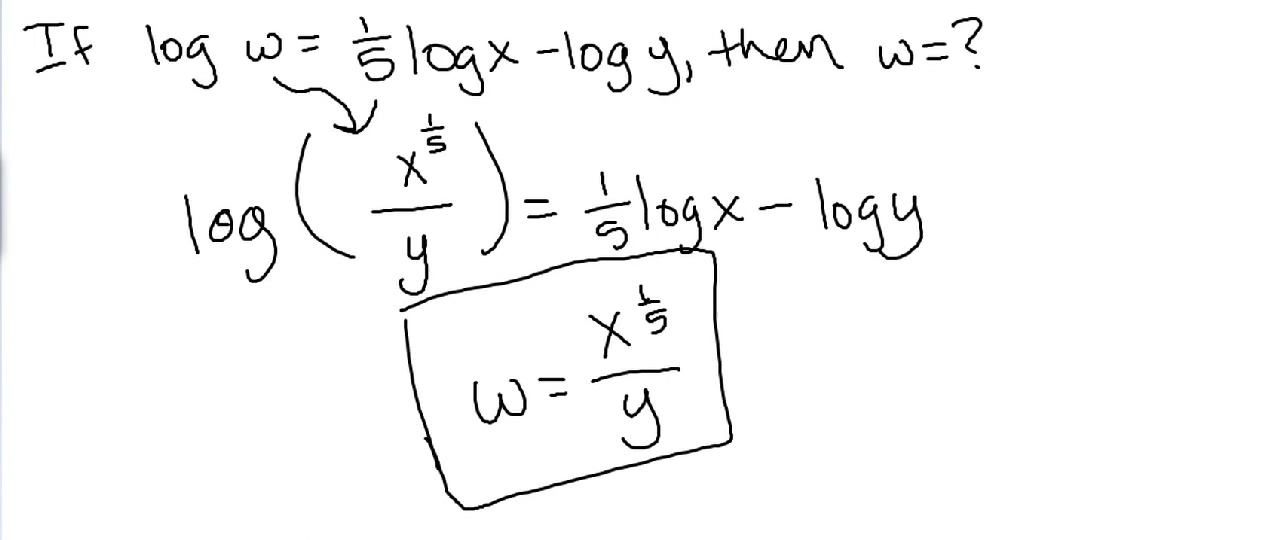 If log w = 1/5 log x - log y, then w = ?
log (x^(1/5) / y) = 1/5 log x - log y
w = x^(1/5) / y